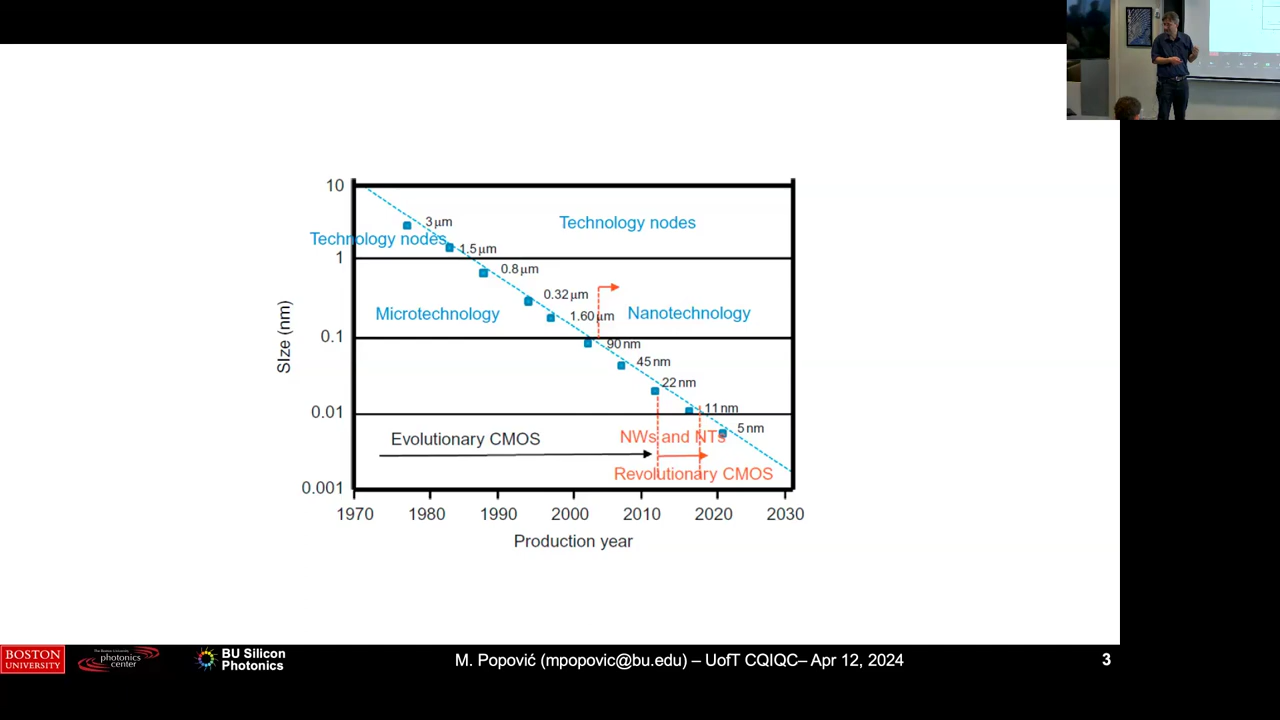 10
3 µm
Technology nodes
Technology nodes
1.5 µm
1
0.8 µm
0.32 µm
Microtechnology
1.60 µm
Nanotechnology
0.1
90 nm
45 nm
22 nm
0.01
11 nm
5 nm
Evolutionary CMOS
NWs and NTs
Revolutionary CMOS
0.001
SIze (nm)
1970 1980 1990 2000 2010 2020 2030
Production year
BOSTON
UNIVERSITY
photonics
center
BU Silicon
Photonics
M. Popović (mpopovic@bu.edu) – UofT CQIQC– Apr 12, 2024
3